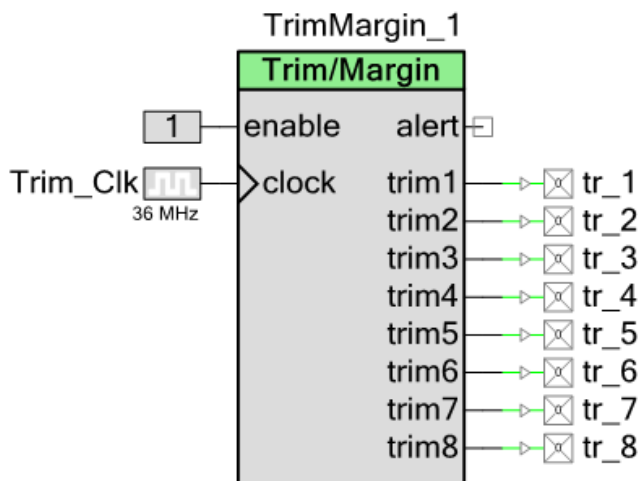 TrimMargin_1
Trim/Margin
1 enable alert
Trim_Clk clock trim1 tr_1
36 MHz
trim2 tr_2
trim3 tr_3
trim4 tr_4
trim5 tr_5
trim6 tr_6
trim7 tr_7
trim8 tr_8